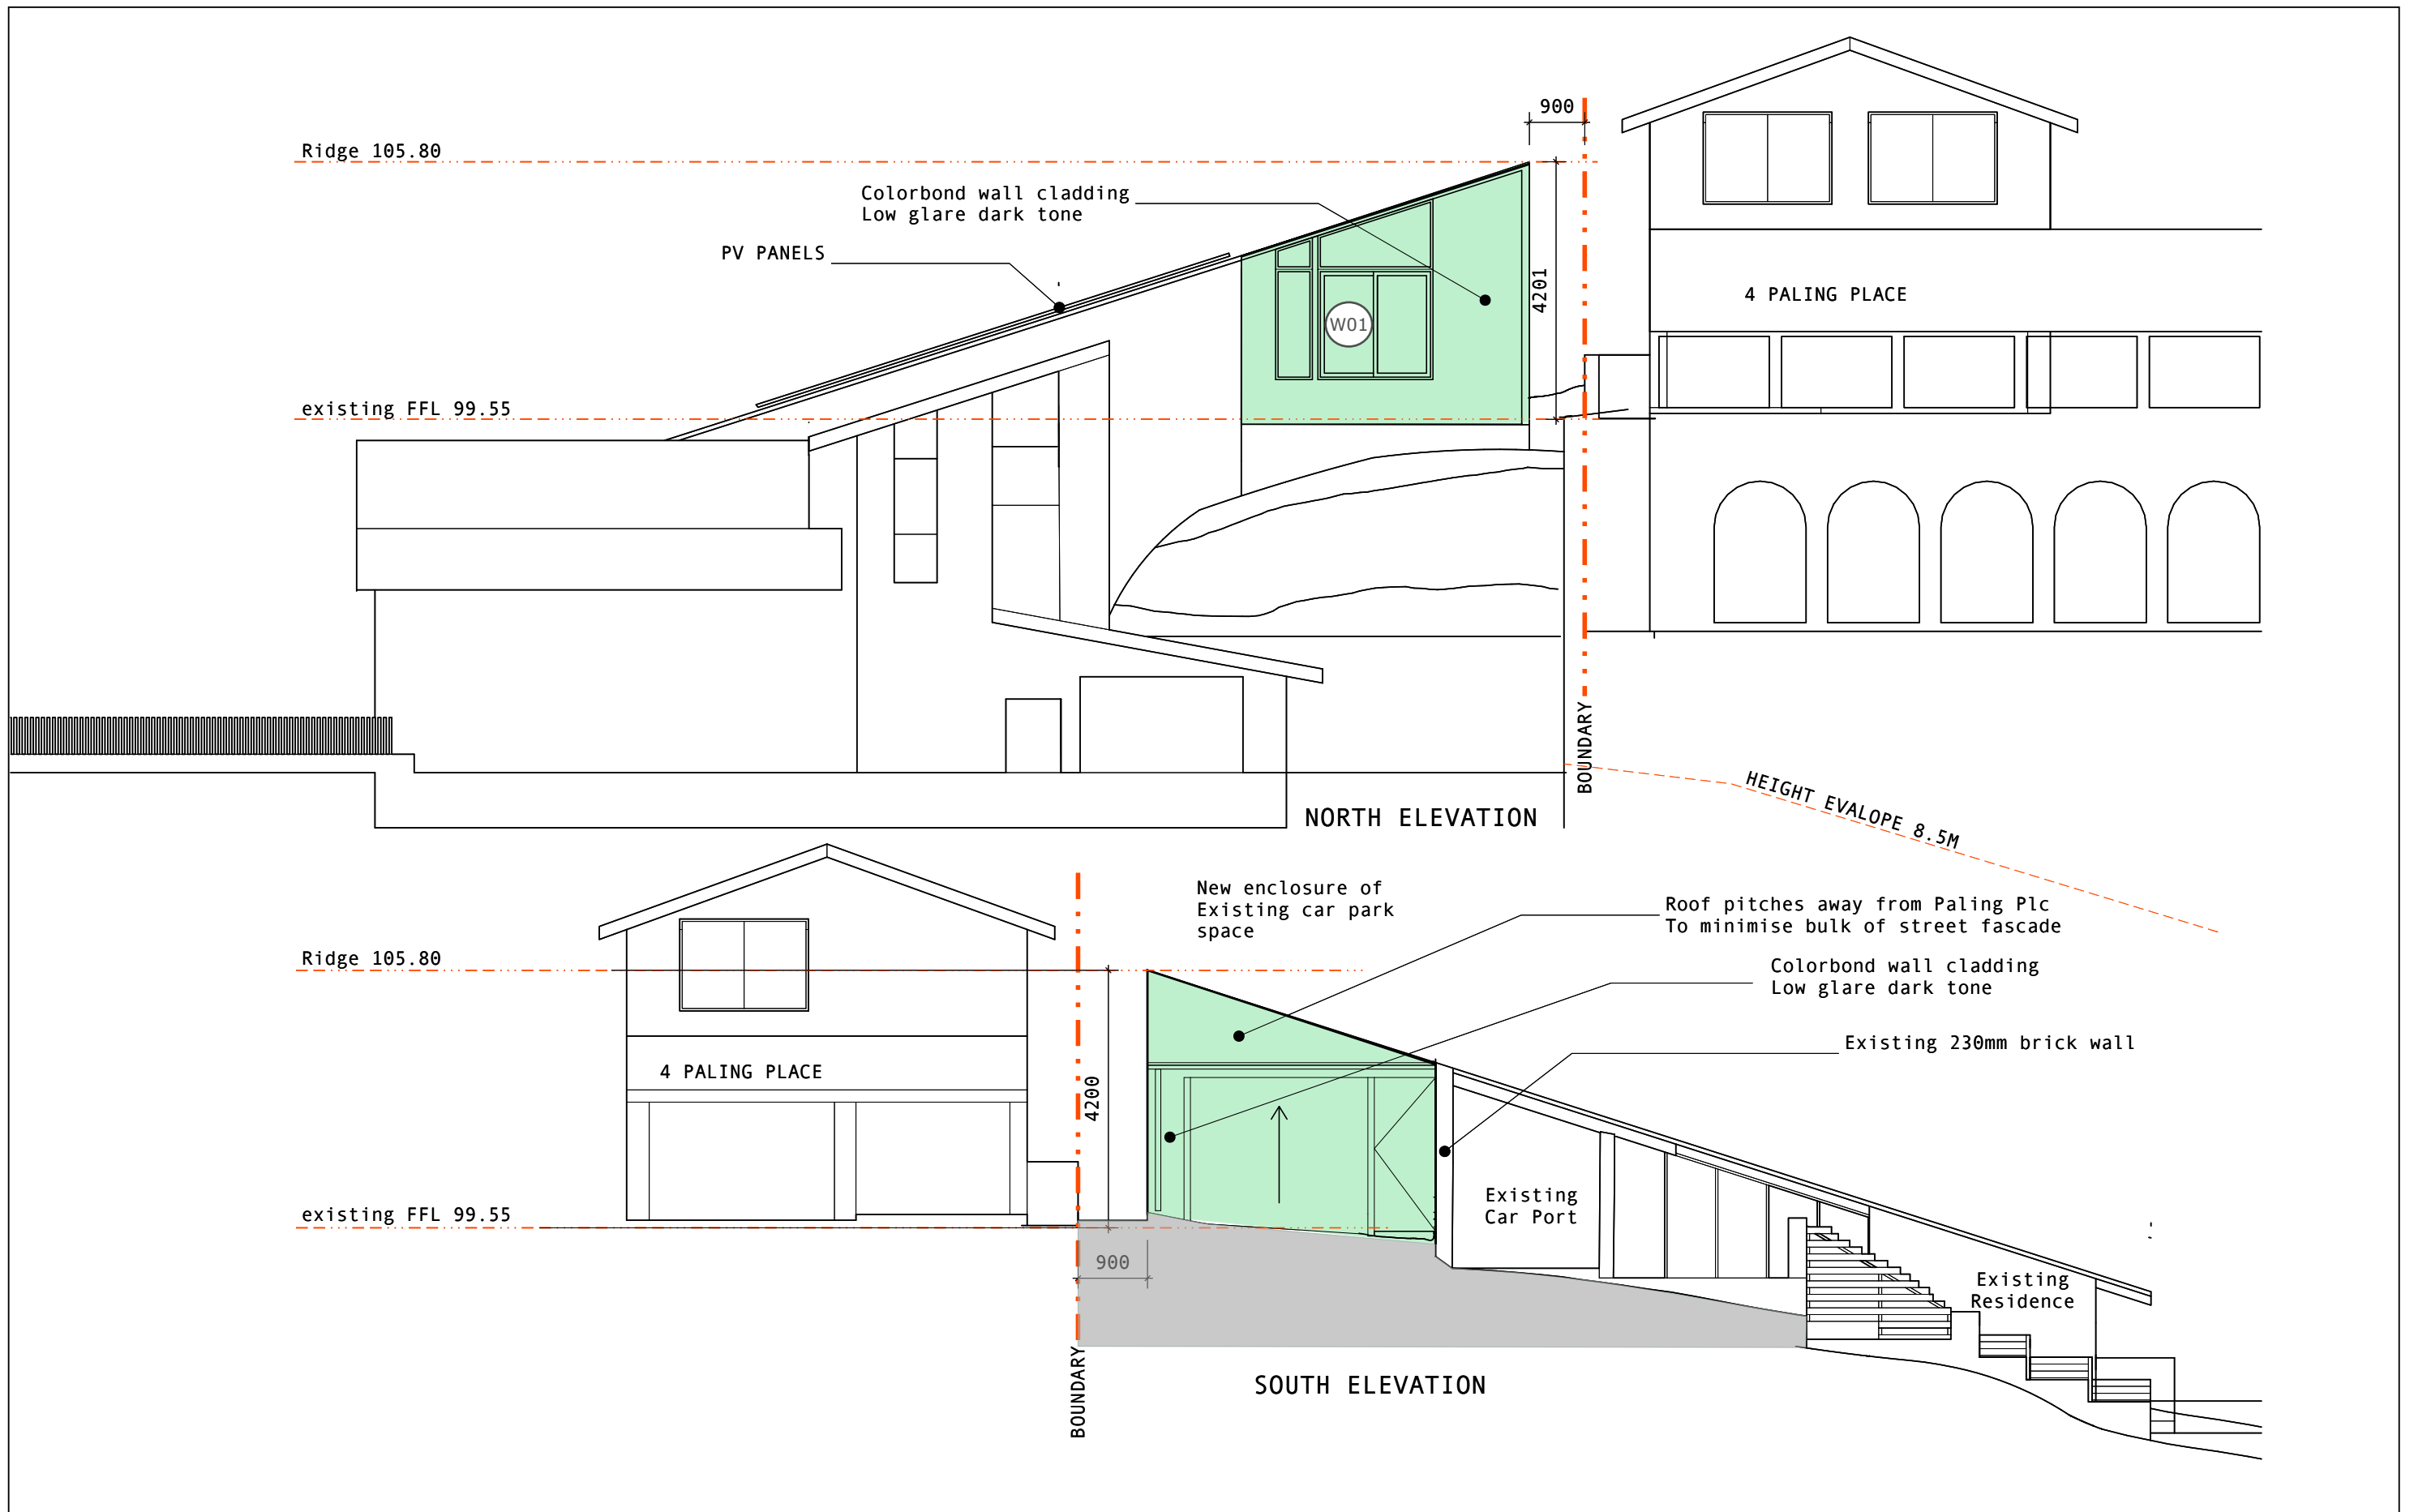 900
Ridge 105.80
Colorbond wall cladding
Low glare dark tone
PV PANELS
4201
4 PALING PLACE
W01
existing FFL 99.55
BOUNDARY
HEIGHT EVALOPE 8.5M
NORTH ELEVATION
New enclosure of
Existing car park
space
Roof pitches away from Paling Plc
To minimise bulk of street fascade
Ridge 105.80
Colorbond wall cladding
Low glare dark tone
Existing 230mm brick wall
4 PALING PLACE
4200
Existing
Car Port
existing FFL 99.55
900
Existing
Residence
BOUNDARY
SOUTH ELEVATION